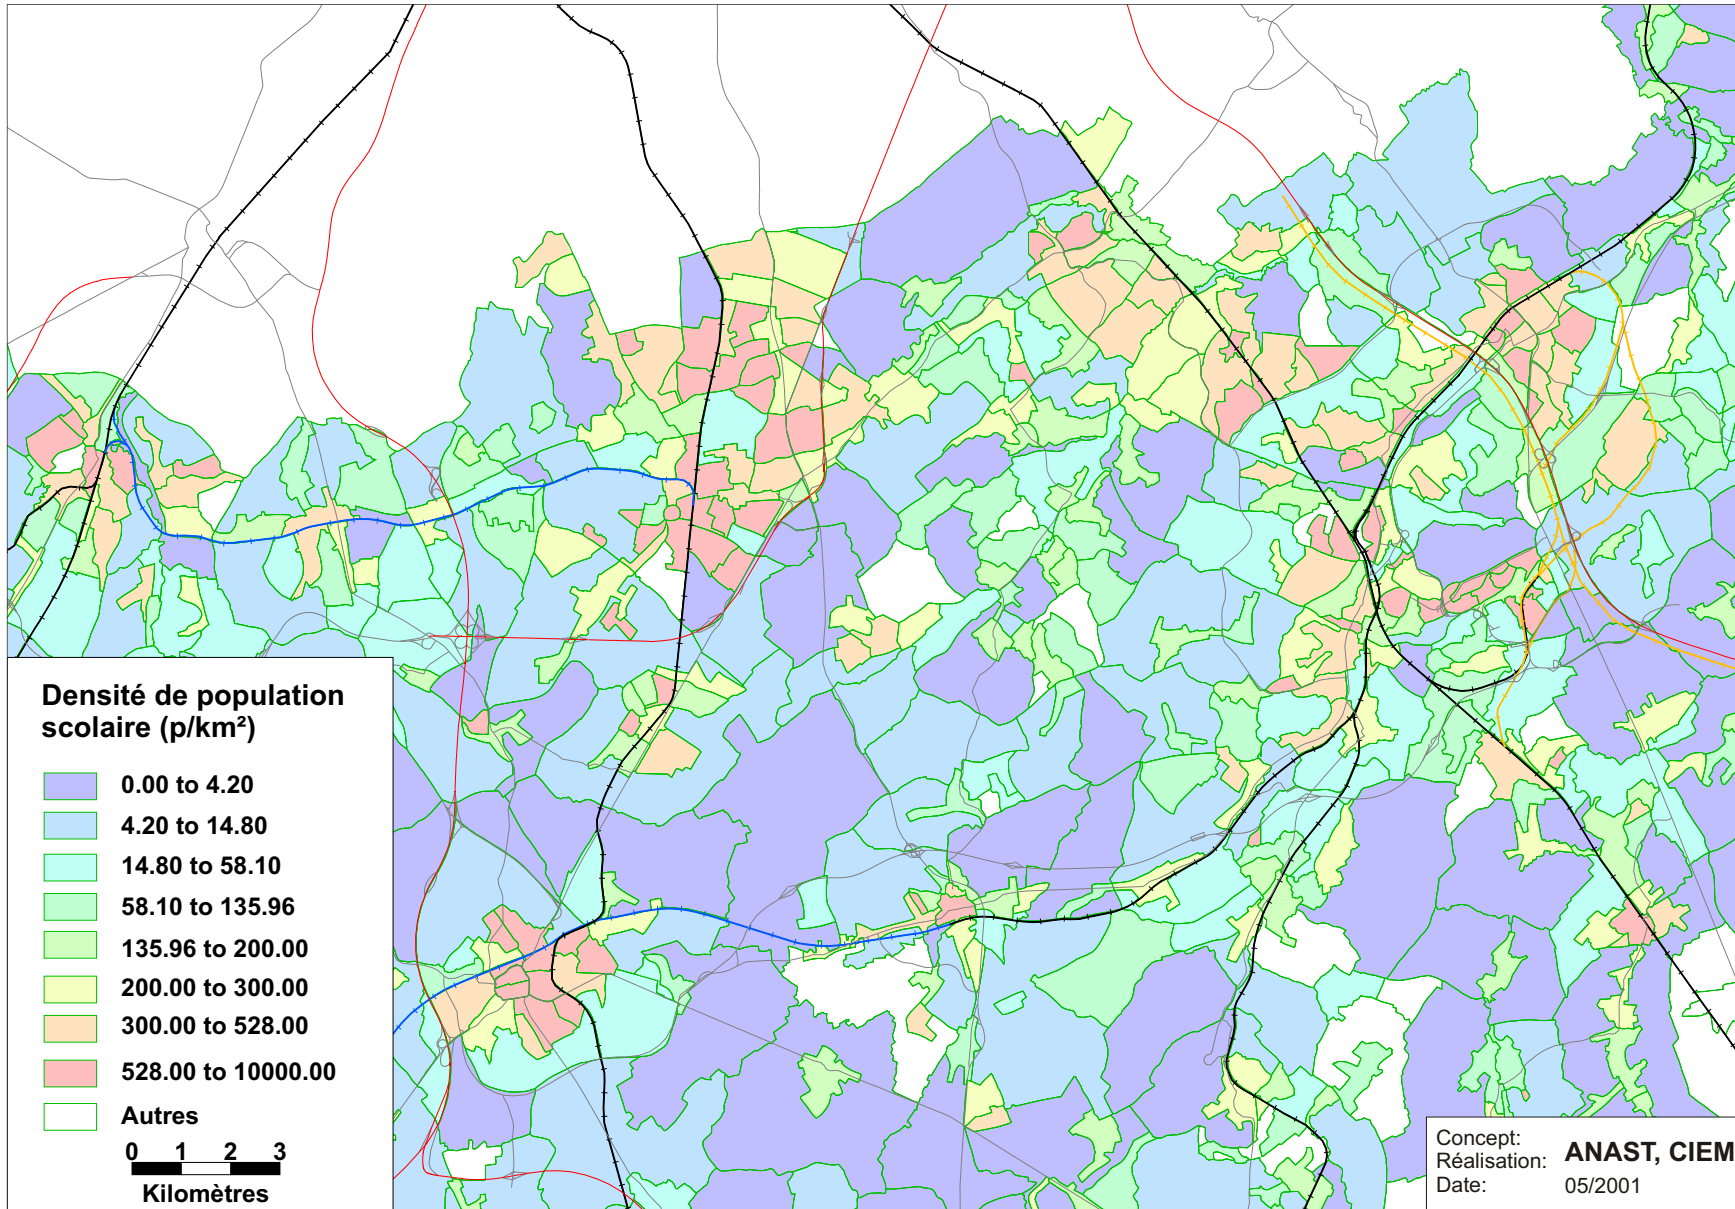 Densité de population
scolaire (p/km²)
0.00 to 4.20
4.20 to 14.80
14.80 to 58.10
58.10 to 135.96
135.96 to 200.00
200.00 to 300.00
300.00 to 528.00
528.00 to 10000.00
Autres
0 1 2 3
Kilomètres
Concept:
Réalisation: ANAST, CIEM
Date: 05/2001